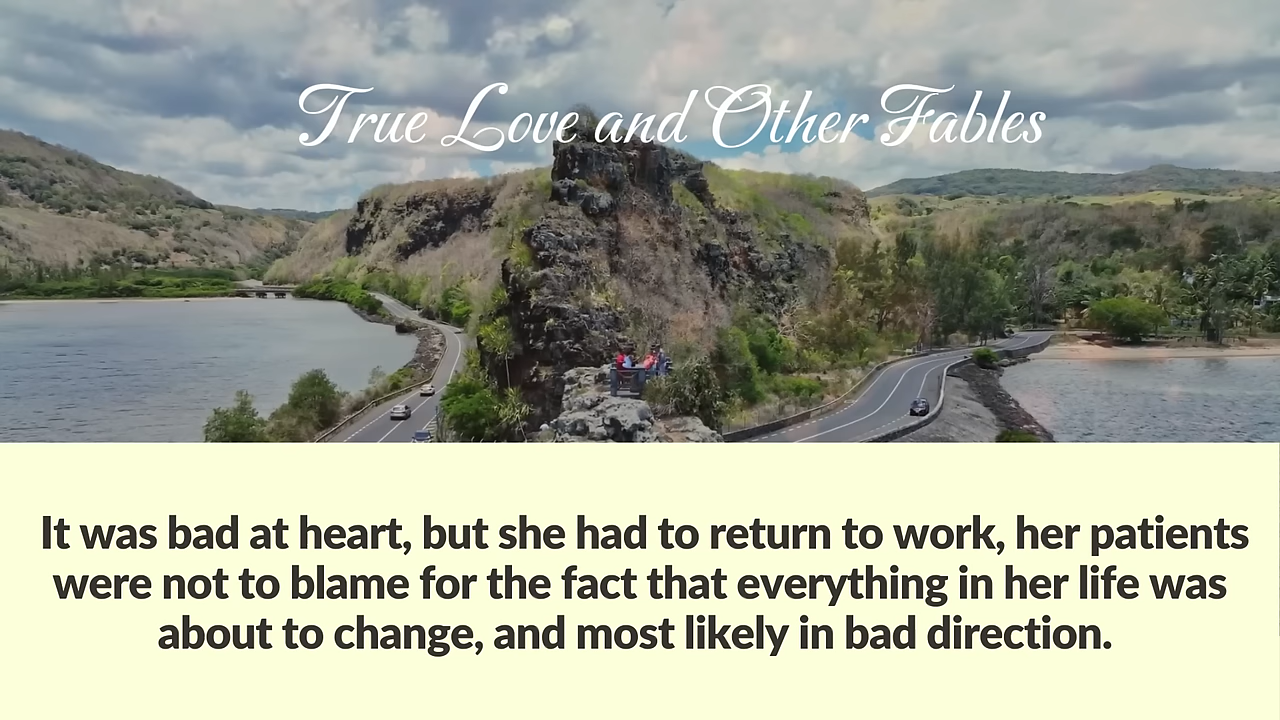 True Love and Other Fables
It was bad at heart, but she had to return to work, her patients
were not to blame for the fact that everything in her life was
about to change, and most likely in bad direction.